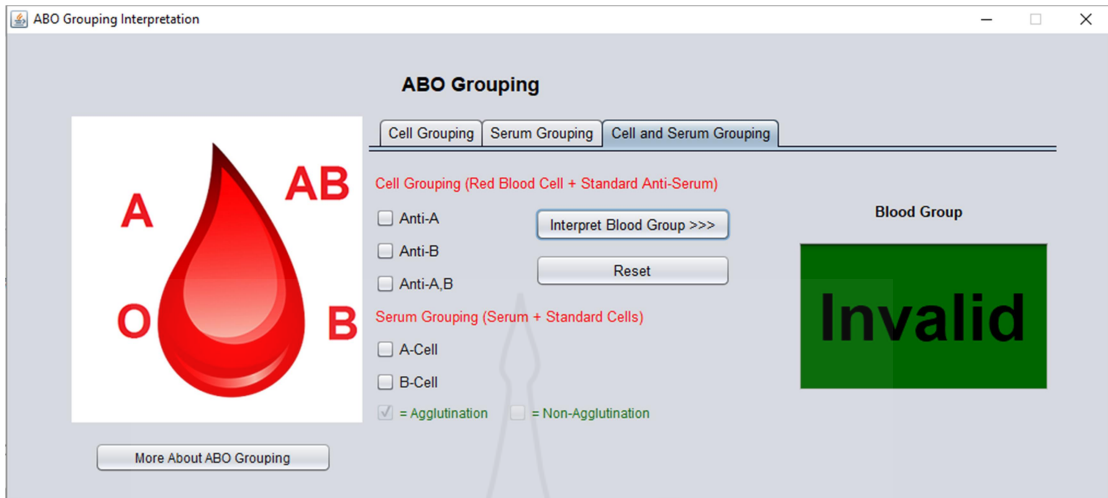 ABO Grouping Interpretation
ABO Grouping
Cell Grouping
Serum Grouping
Cell and Serum Grouping
A
AB
O
B
Cell Grouping (Red Blood Cell + Standard Anti-Serum)
Anti-A
Anti-B
Anti-A,B
Interpret Blood Group >>>
Reset
Serum Grouping (Serum + Standard Cells)
A-Cell
B-Cell
= Agglutination
= Non-Agglutination
Blood Group
Invalid
More About ABO Grouping